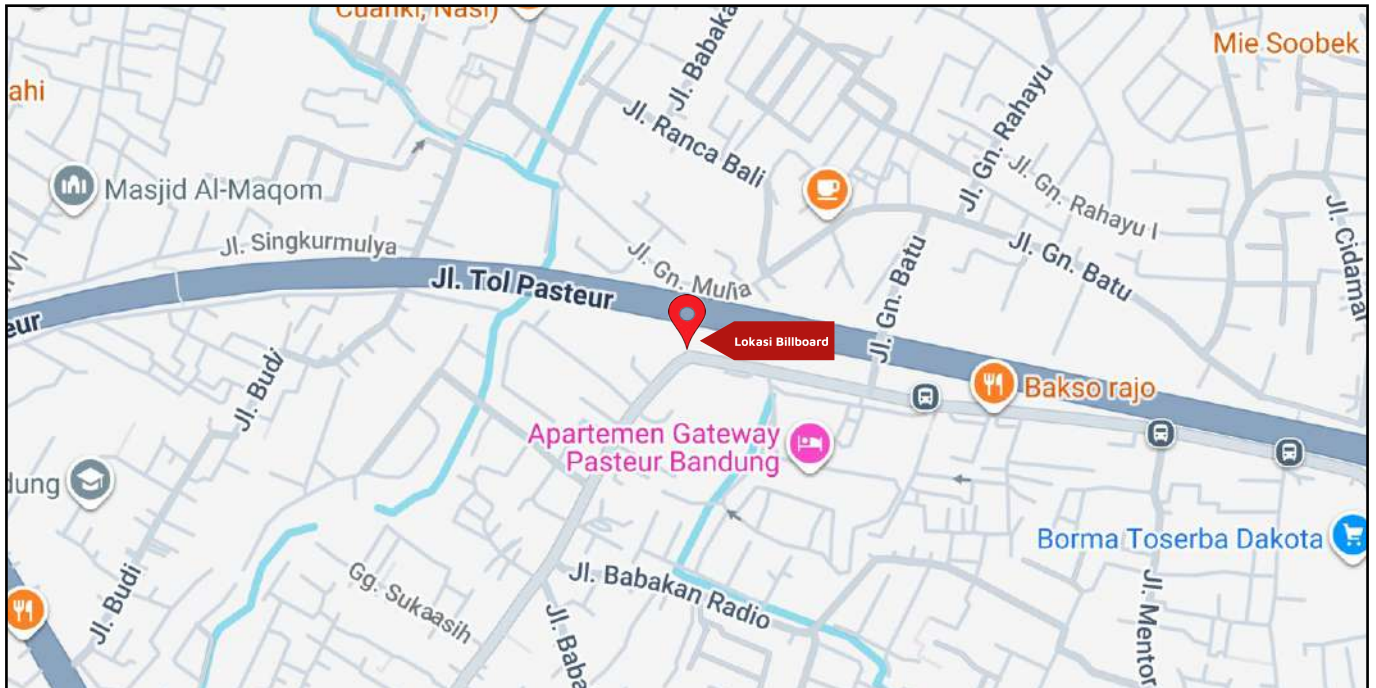 Cuanki, Nasi)
Mie Soobek
ahi
Jl. Babaka
Jl. Ranca Bali
Jl. Gn. Rahayu
Jl. Gn. Rahayu I
Masjid Al-Maqom
Jl. Singkurmulya
Jl. Gn. Mulia
Jl. Gn. Batu
Jl. Gn. Batu
Jl. Cidamar
VI
Jl. Tol Pasteur
eur
Lokasi Billboard
Jl. Budi
Bakso rajo
Apartemen Gateway
Pasteur Bandung
dung
Borma Toserba Dakota
Gg. Sukaasih
Jl. Babakan Radio
Jl. Budi
Jl. Baba
Jl. Mentor